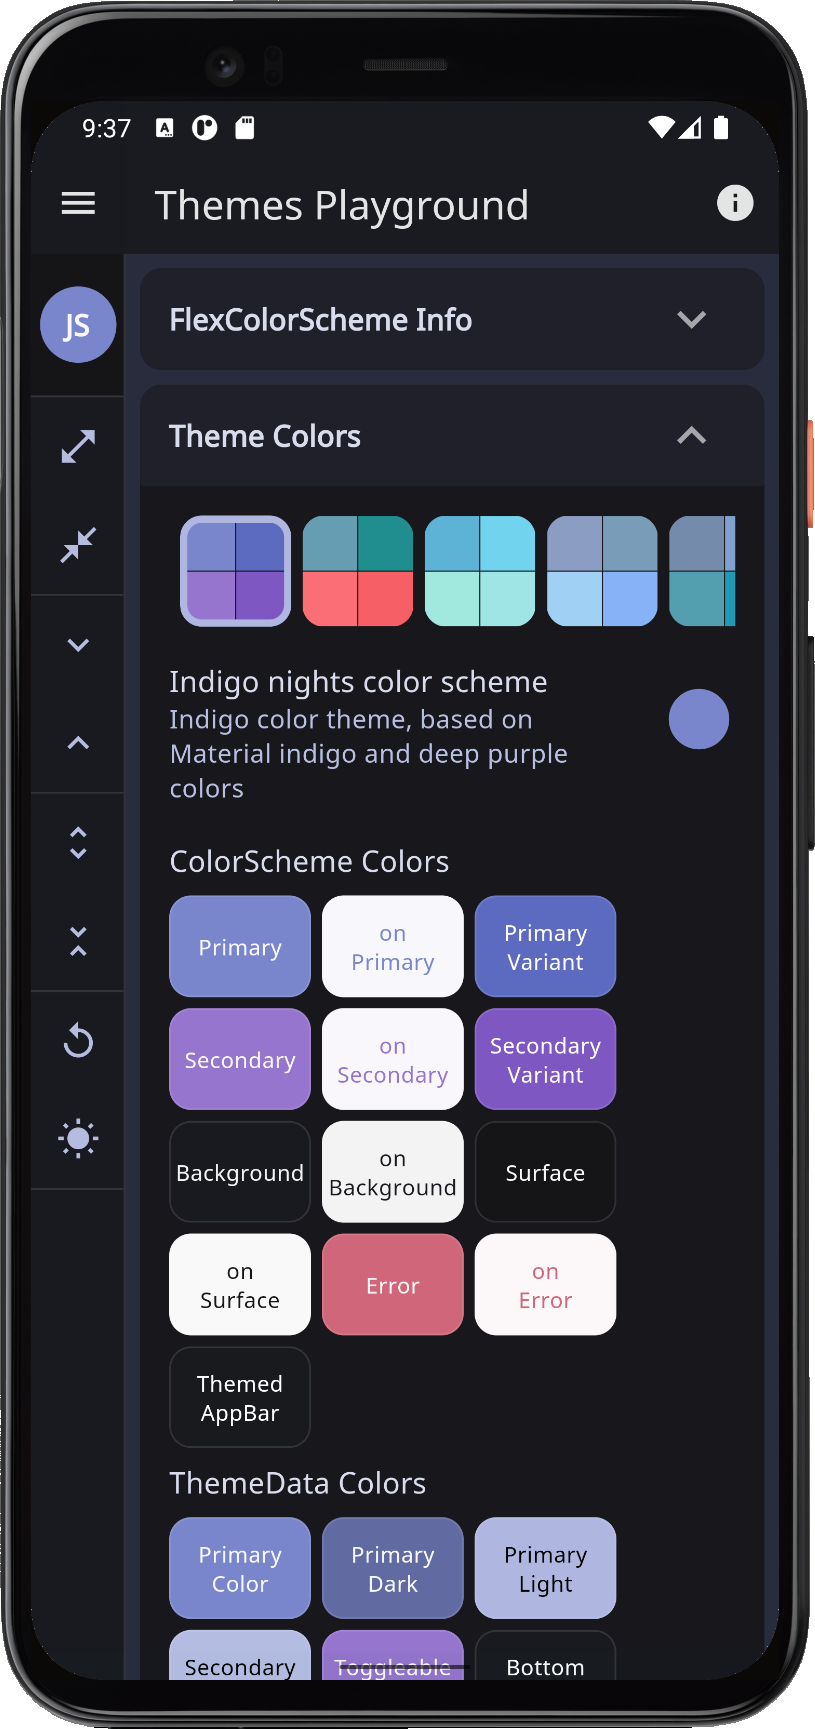 9:37
A
Themes Playground
JS
FlexColorScheme Info
Theme Colors
Indigo nights color scheme
Indigo color theme, based on
Material indigo and deep purple
colors
ColorScheme Colors
Primary
on
Primary
Primary
Variant
Secondary
on
Secondary
Secondary
Variant
Background
on
Background
Surface
on
Surface
Error
on
Error
Themed
AppBar
ThemeData Colors
Primary
Color
Primary
Dark
Primary
Light
Secondary
Toggleable
Bottom